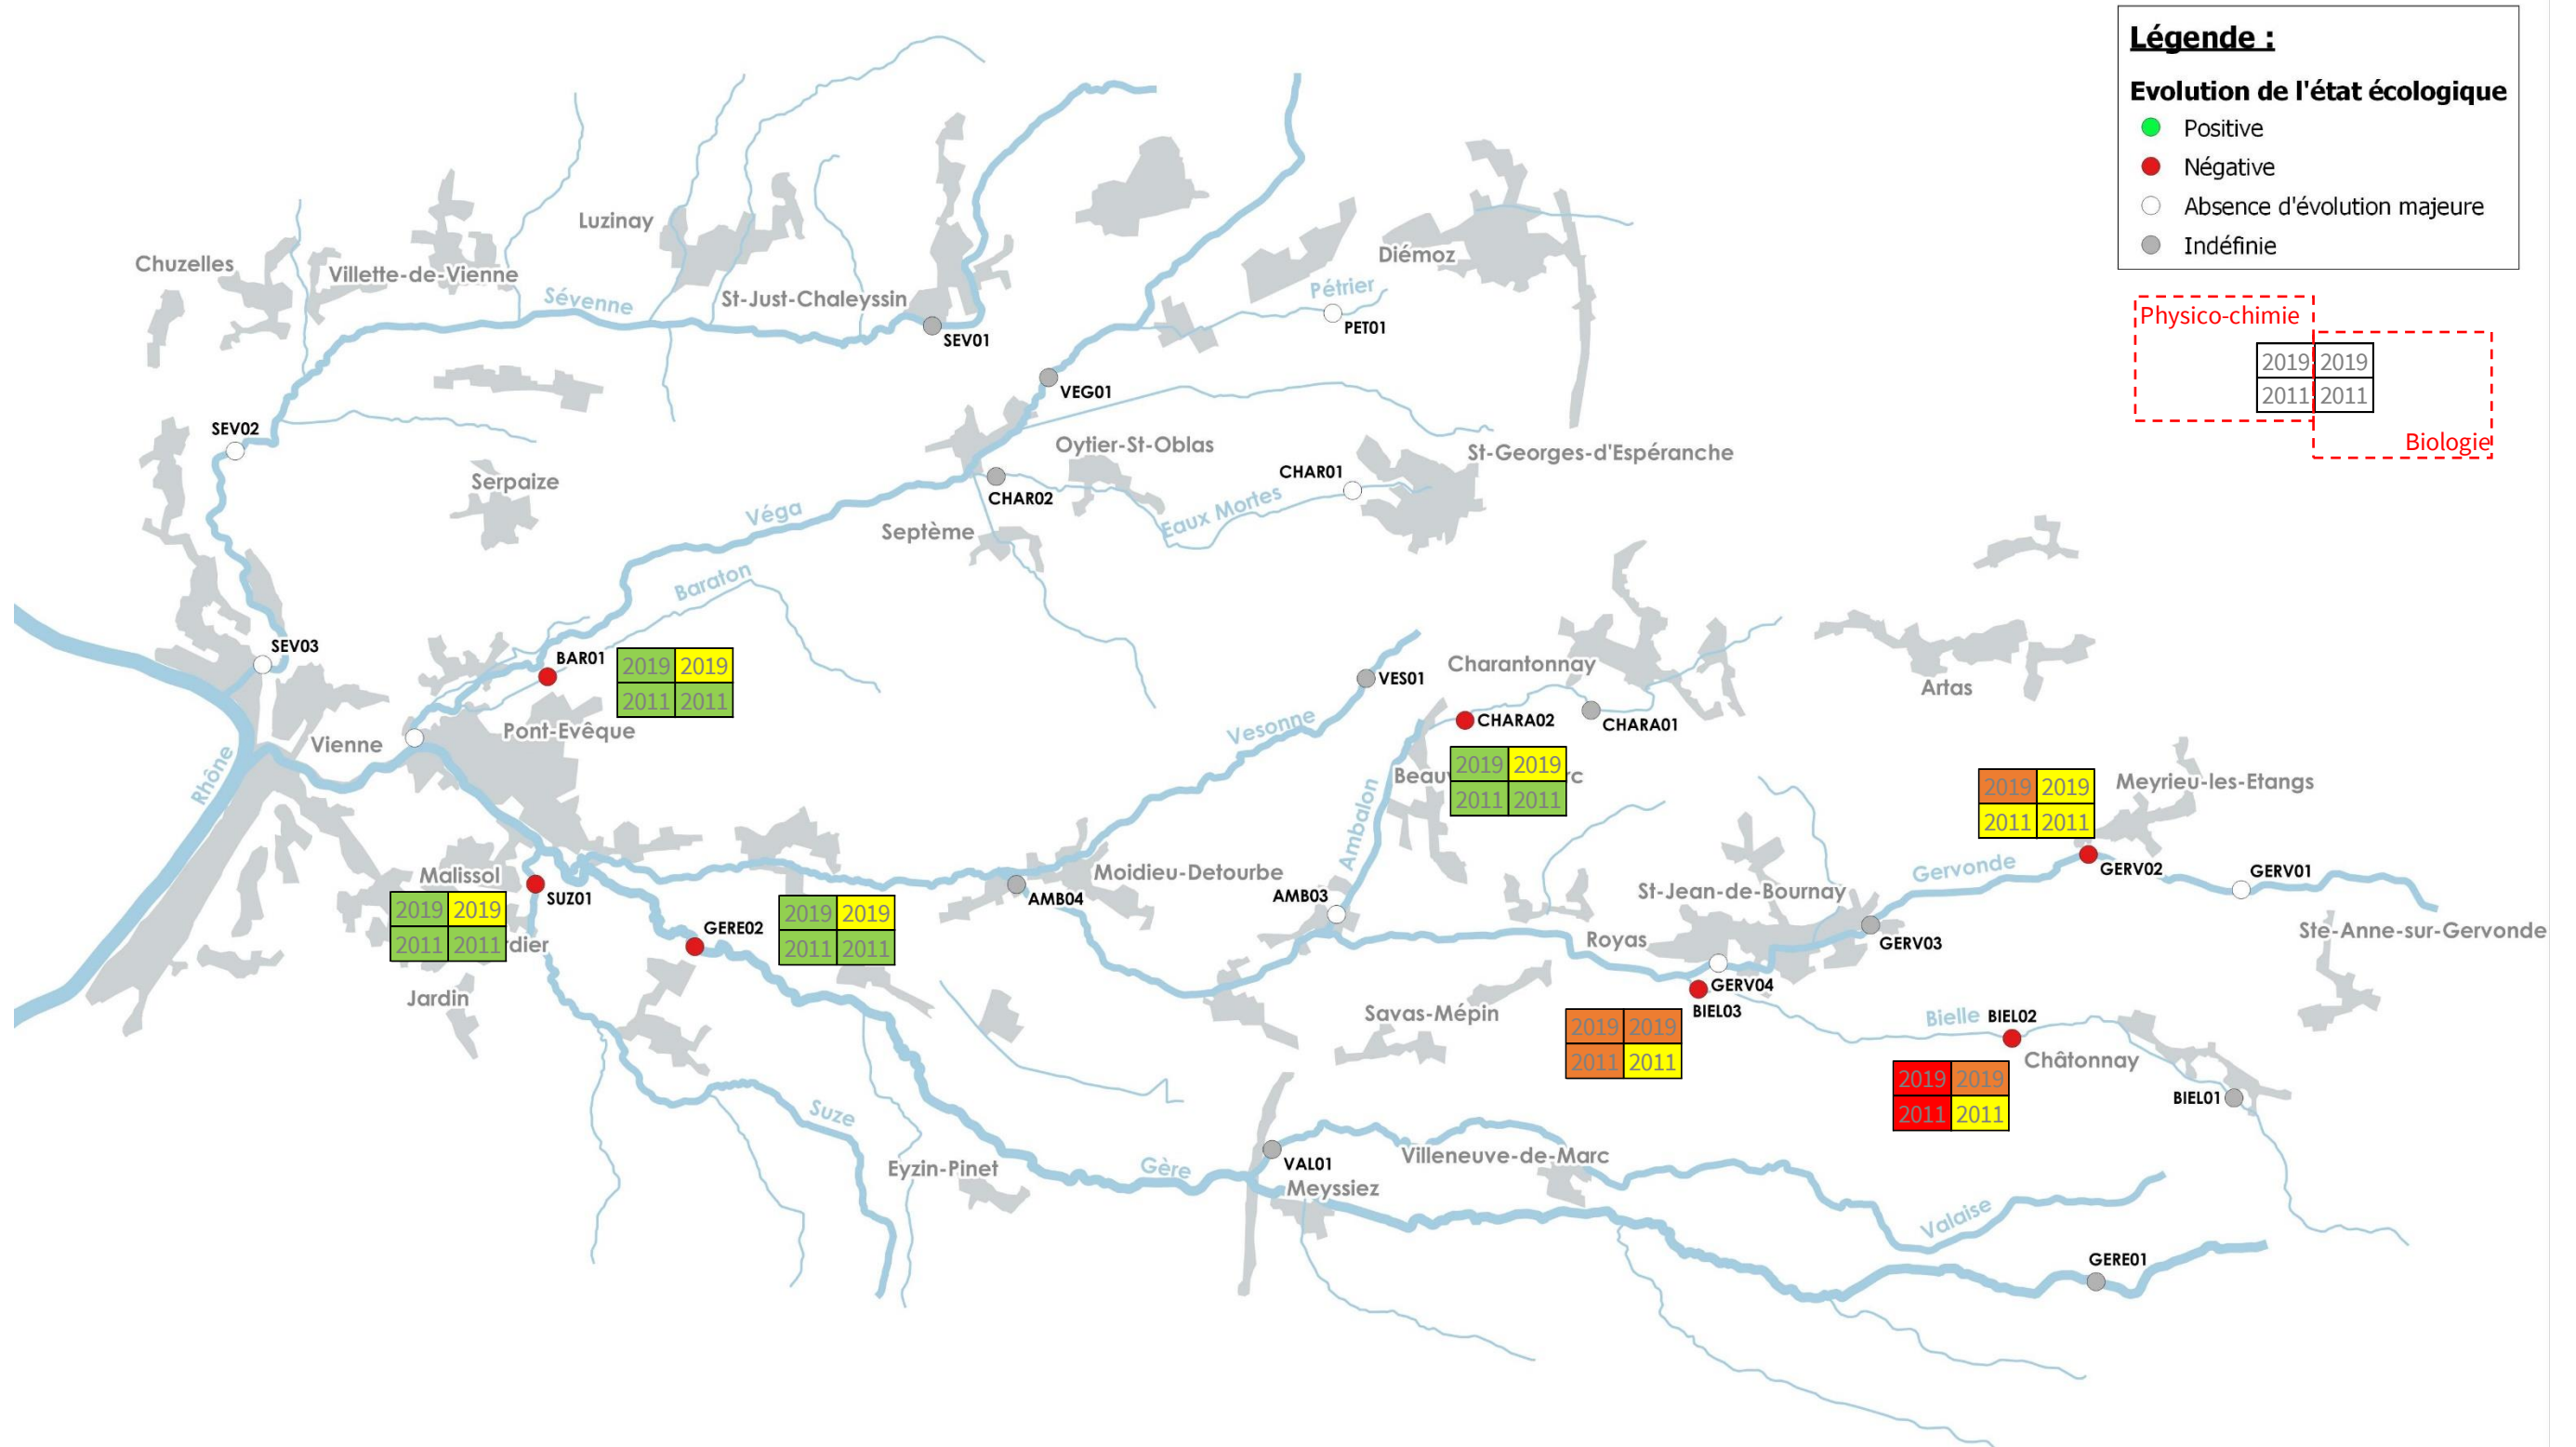 Légende :
Evolution de l'état écologique
Positive
Négative
Absence d'évolution majeure
Indéfinie
Physico-chimie
2019 2019
2011 2011
Biologie
Luzinay
Chuzelles
Villette-de-Vienne
Sévenne
St-Just-Chaleyssin
SEV01
Diémoz
Pétrier
PET01
VEG01
SEV02
Oytier-St-Oblas
St-Georges-d'Espéranche
CHAR01
Serpaize
CHAR02
Eaux Mortes
Véga
Septème
Baraton
SEV03
BAR01
2019 2019
2011 2011
Pont-Evêque
Vienne
Rhône
VES01
Vesonne
Charantonnay
CHARA02
CHARA01
Artas
2019 2019
2011 2011
Beau
rc
Ambalon
2019 2019
2011 2011
Meyrieu-les-Etangs
Gervonde
GERV02
GERV01
Ste-Anne-sur-Gervonde
Malissol
SUZ01
2019 2019
2011 2011
dier
Jardin
GERE02
2019 2019
2011 2011
Moidieu-Detourbe
AMB04
AMB03
St-Jean-de-Bournay
Royas
GERV03
GERV04
BIEL03
Savas-Mépin
2019 2019
2011 2011
Bielle
BIEL02
Châtonnay
2019 2019
2011 2011
BIEL01
Suze
Eyzin-Pinet
Gère
VAL01
Meyssiez
Villeneuve-de-Marc
Valaise
GERE01